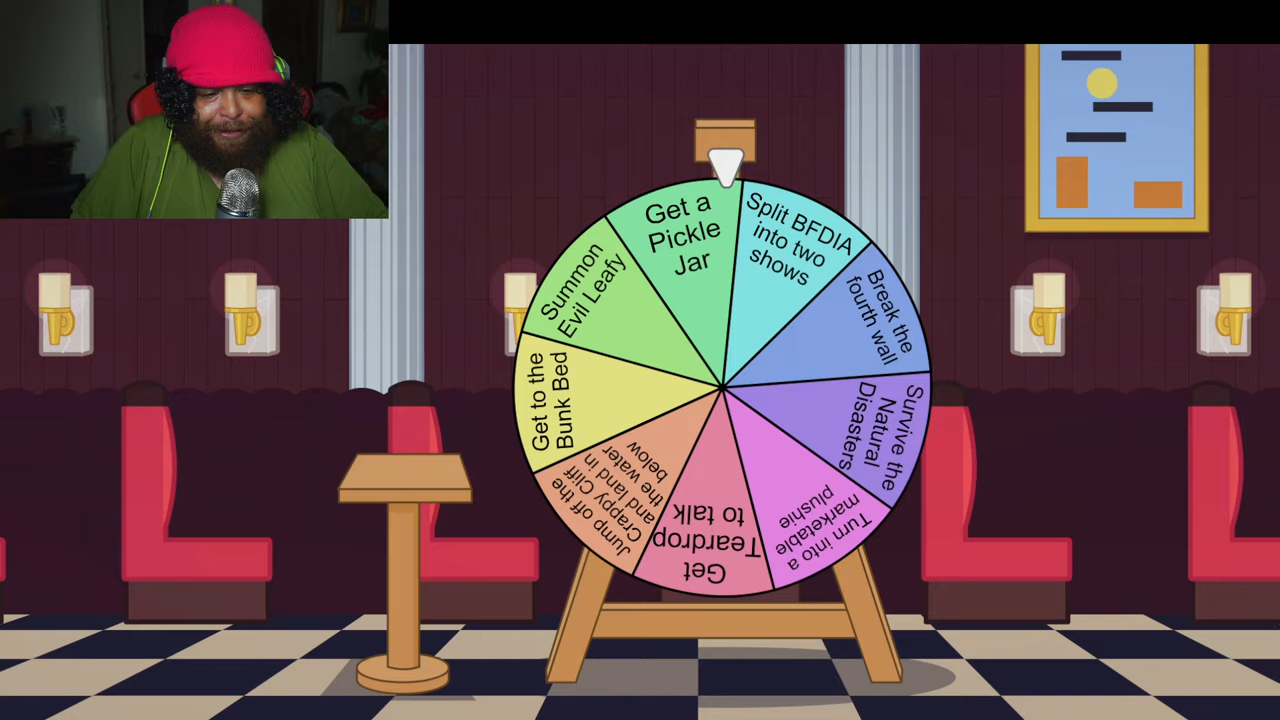 Get a
Pickle
Jar
Split BFDIA
into two
shows
Break the
fourth wall
Survive the
Natural
Disasters
Turn into a
marketable
plushie
Get
Teardrop
to talk
Jump off the
Crappy Cliff
and land in
the water
below
Get to the
Bunk Bed
Summon
Evil Leafy